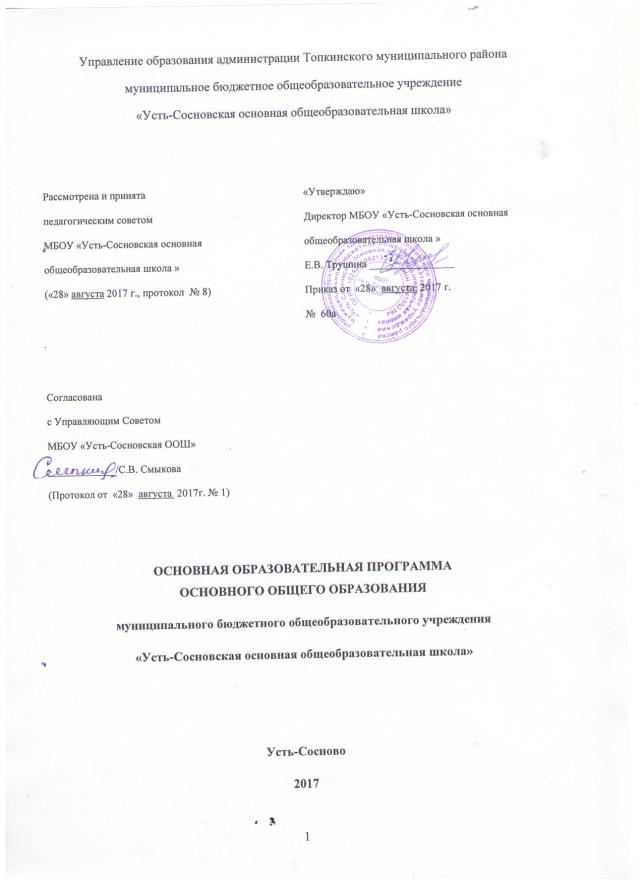 Управление образования администрации Топкинского муниципального района
муниципальное бюджетное общеобразовательное учреждение
«Усть-Сосновская основная общеобразовательная школа»
Рассмотрена и принята
педагогическим советом
МБОУ «Усть-Сосновская основная
общеобразовательная школа »
(«28» августа 2017 г., протокол № 8)
«Утверждаю»
Директор МБОУ «Усть-Сосновская основная
общеобразовательная школа »
Е.В. Трушина
Приказ от «28» августа 2017 г.
№ 60а
Согласована
с Управляющим Советом
МБОУ «Усть-Сосновская ООШ»
/С.В. Смыкова
(Протокол от «28» августа 2017г. № 1)
ОСНОВНАЯ ОБРАЗОВАТЕЛЬНАЯ ПРОГРАММА
ОСНОВНОГО ОБЩЕГО ОБРАЗОВАНИЯ
муниципального бюджетного общеобразовательного учреждения
«Усть-Сосновская основная общеобразовательная школа»
Усть-Сосново
2017
1